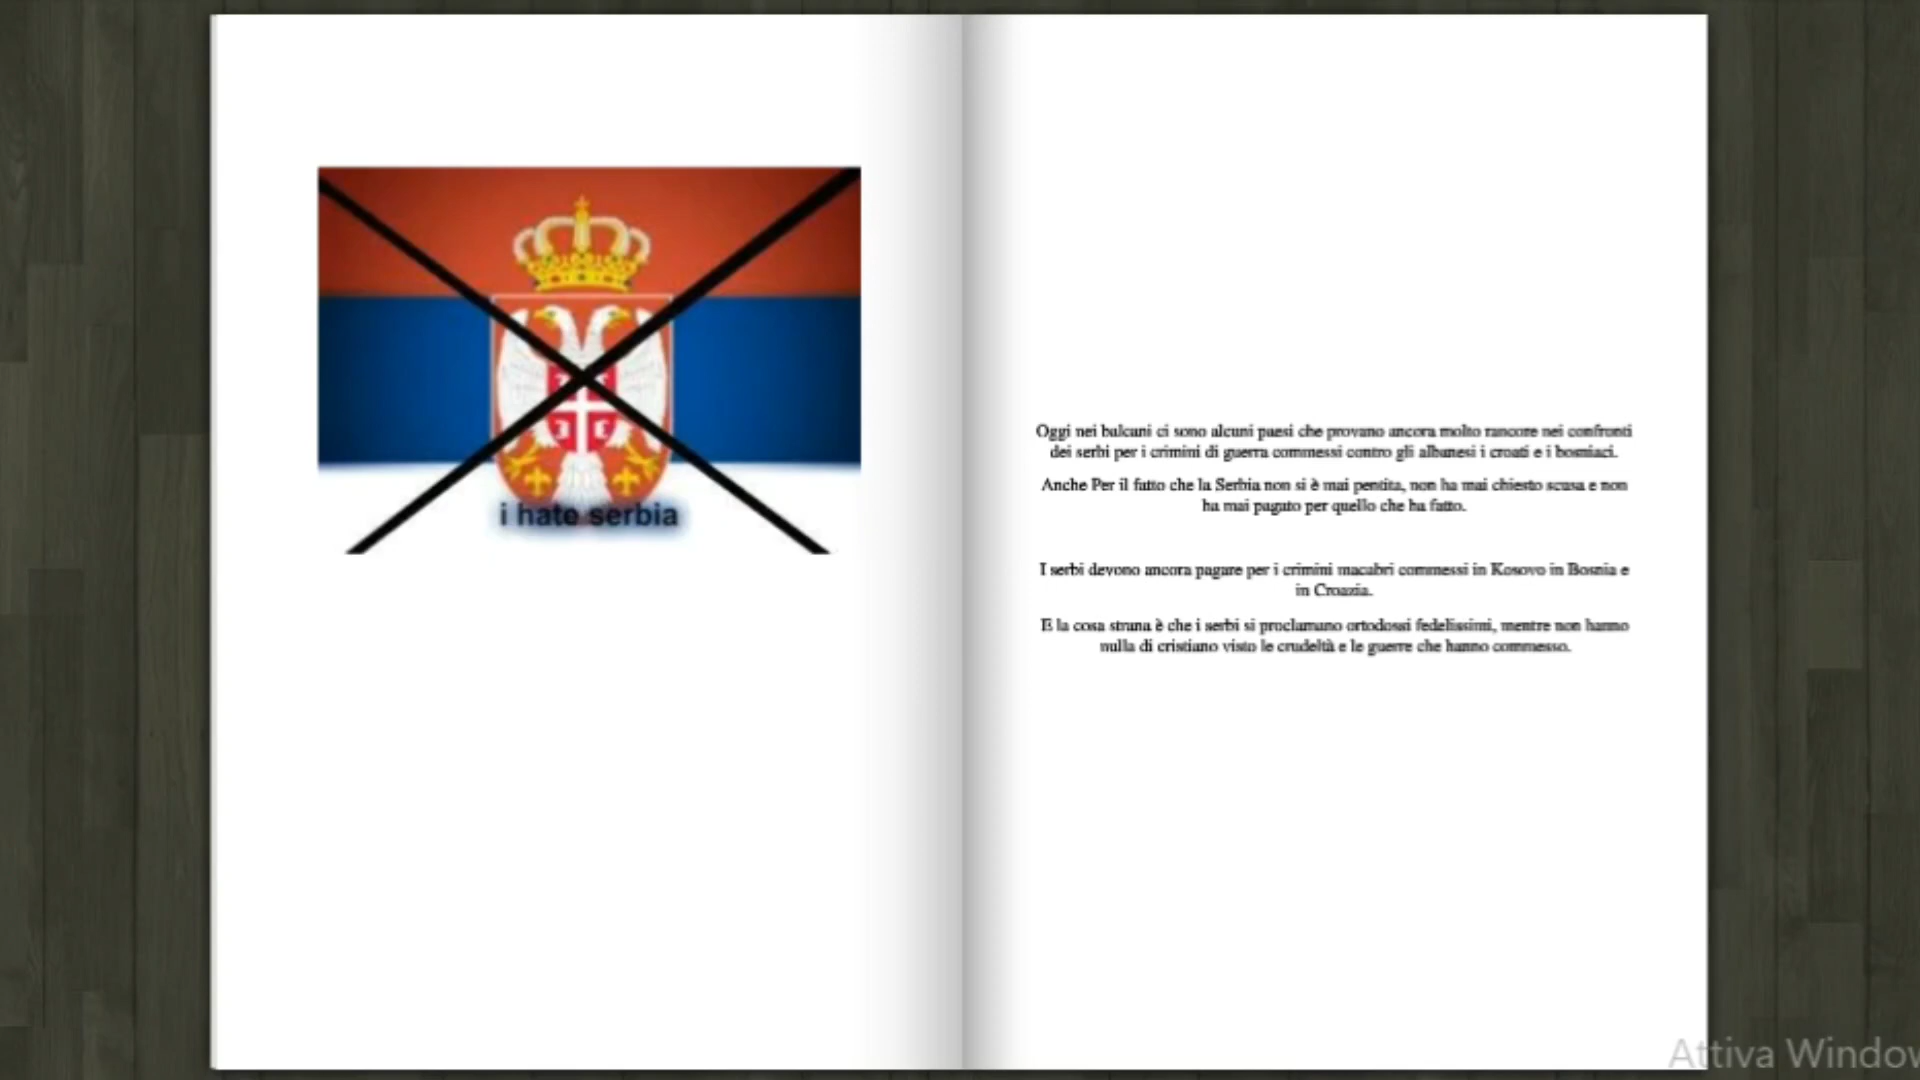 i hate serbia
Oggi nei balcani ci sono alcuni paesi che provano ancora molto rancore nei confronti
dei serbi per i crimini di guerra commessi contro gli albanesi i croati e i bosniaci.
Anche Per il fatto che la Serbia non si è mai pentita, non ha mai chiesto scusa e non
ha mai pagato per quello che ha fatto.
I serbi devono ancora pagare per i crimini macabri commessi in Kosovo in Bosnia e
in Croazia.
E la cosa strana è che i serbi si proclamano ortodossi fedelissimi, mentre non hanno
nulla di cristiano visto le crudeltà e le guerre che hanno commesso.
Attiva Window